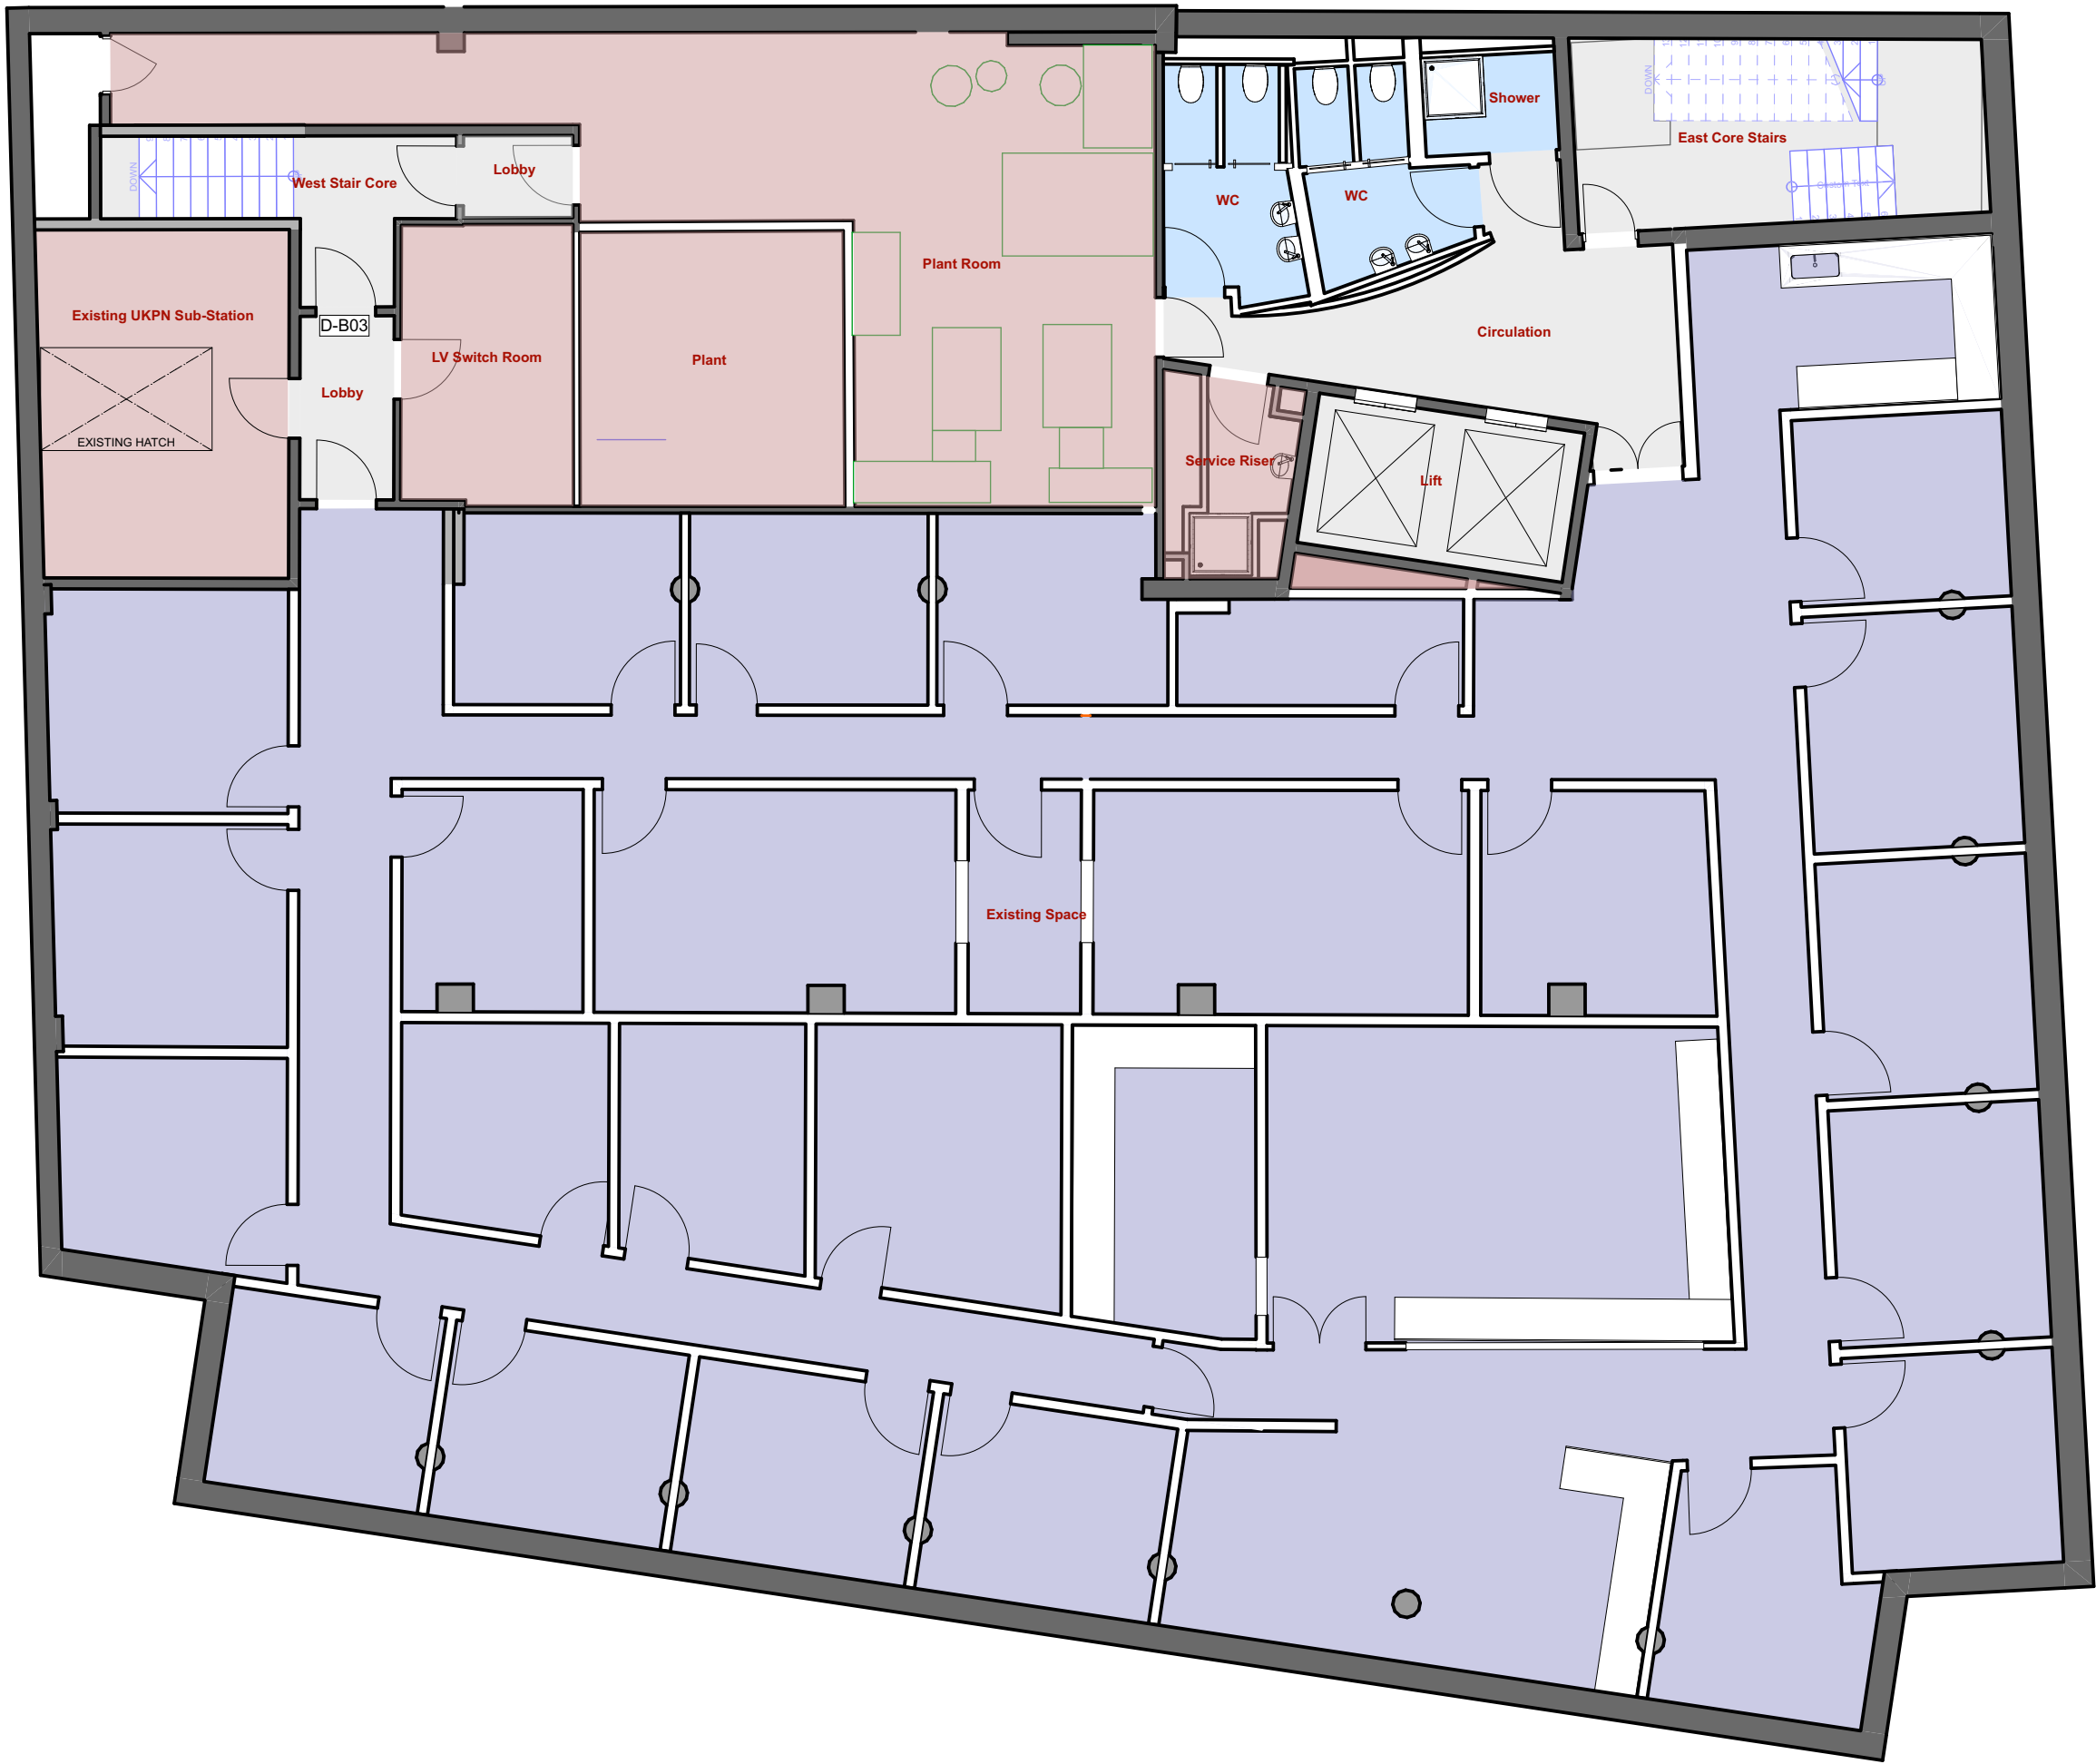 Shower
DOWN
East Core Stairs
Lobby
DOWN
West Stair Core
WC
WC
Plant Room
Existing UKPN Sub-Station
D-B03
Circulation
LV Switch Room
Plant
Lobby
EXISTING HATCH
Service Riser
Lift
Existing Space